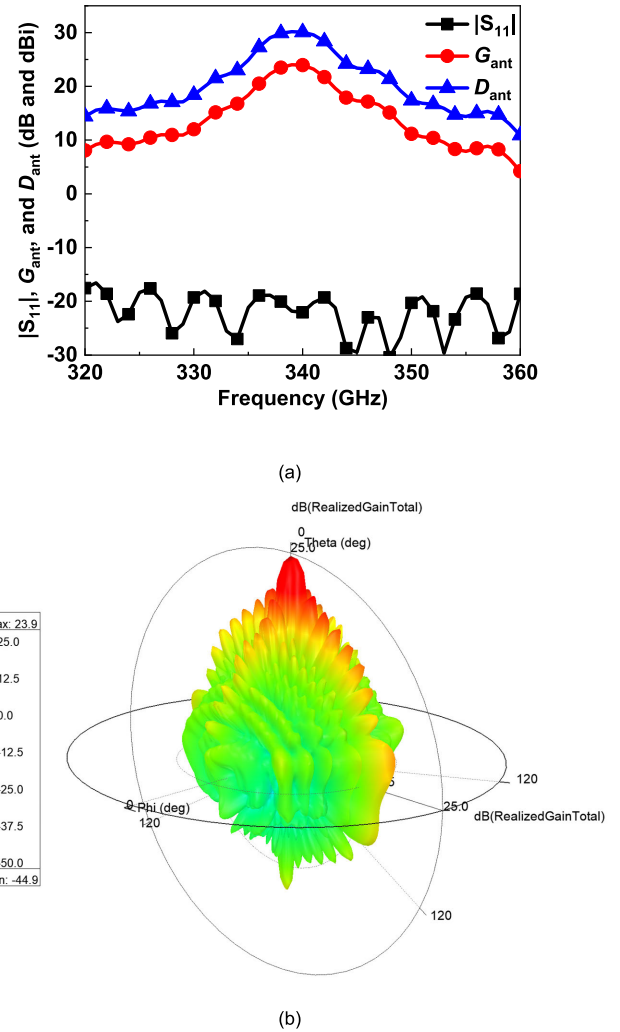 |S11|
Gant
Dant
|S11|, Gant, and Dant (dB and dBi)
30
20
10
0
-10
-20
-30
320
330
340
350
360
Frequency (GHz)
(a)
dB(RealizedGainTotal)
0
Theta (deg)
25.0
ax: 23.9
25.0
12.5
0.0
12.5
25.0
37.5
50.0
n: -44.9
Phi (deg)
120
120
25.0
dB(RealizedGainTotal)
120
(b)